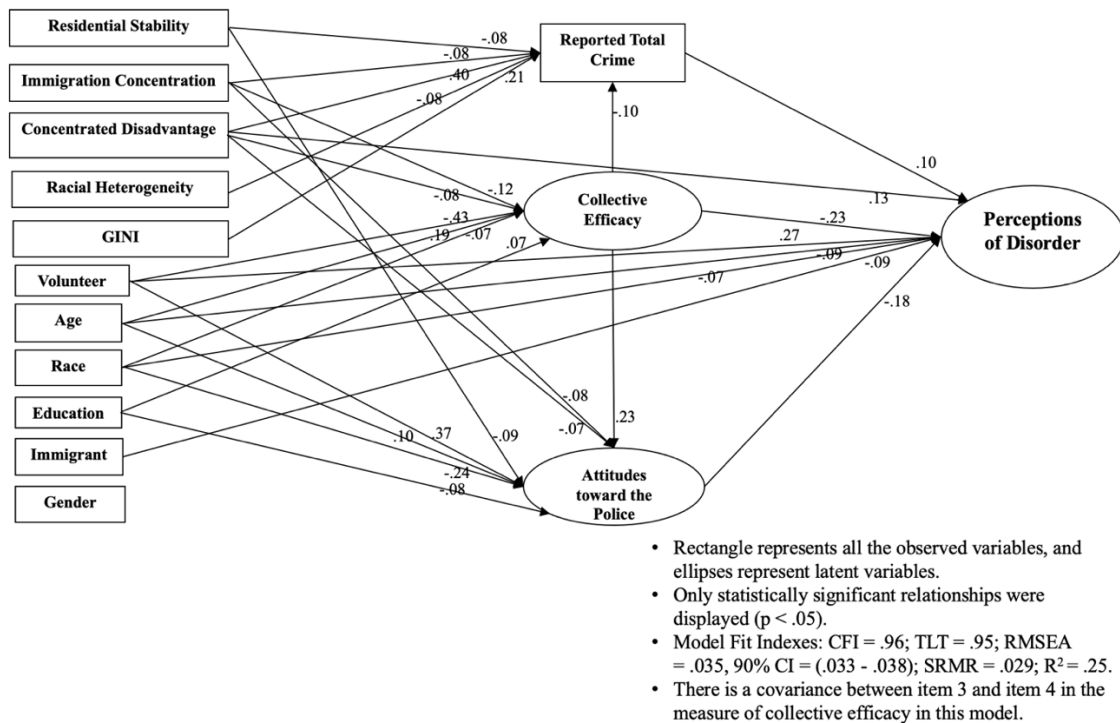 Residential Stability
Immigration Concentration
Concentrated Disadvantage
Racial Heterogeneity
GINI
Volunteer
Age
Race
Education
Immigrant
Gender
Reported Total
Crime
Collective
Efficacy
Attitudes
toward the
Police
Perceptions
of Disorder
-.08
-.08
.40
.21
-.08
-.10
.10
-.12
-.08
-.43
.19
-.07
.07
.13
-.23
.27
-.09
-.09
-.07
-.18
-.08
-.07
.23
.37
.10
-.09
-.24
-.08
• Rectangle represents all the observed variables, and
ellipses represent latent variables.
• Only statistically significant relationships were
displayed (p < .05).
• Model Fit Indexes: CFI = .96; TLT = .95; RMSEA
= .035, 90% CI = (.033 - .038); SRMR = .029; R² = .25.
• There is a covariance between item 3 and item 4 in the
measure of collective efficacy in this model.